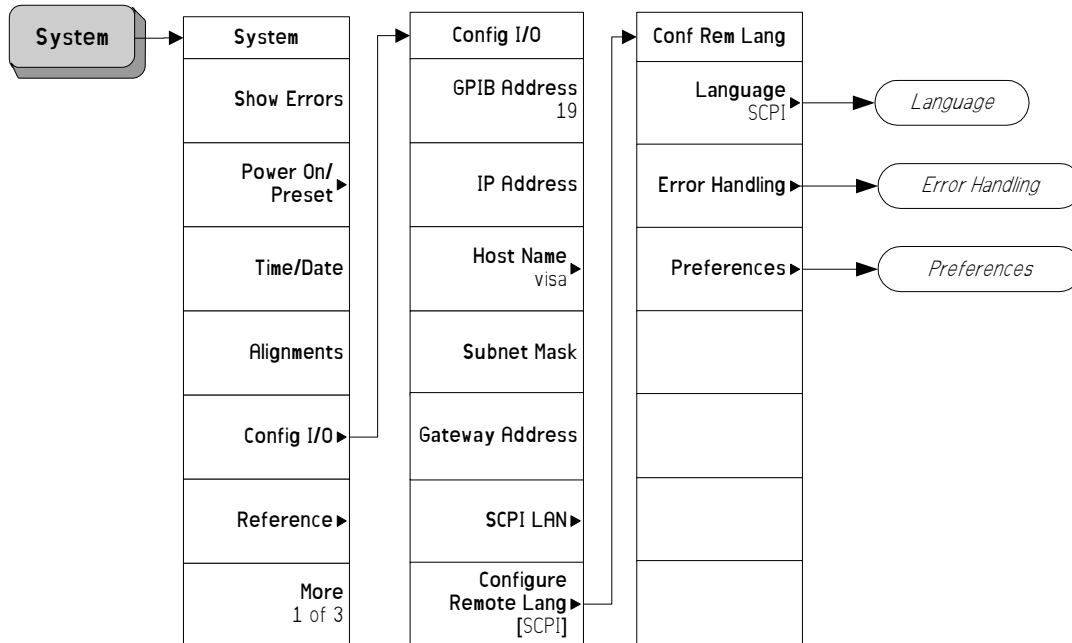 System
System
Show Errors
Power On/
Preset
Time/Date
Alignments
Config I/O
Reference
More
1 of 3
Config I/O
GPIB Address
19
IP Address
Host Name
visa
Subnet Mask
Gateway Address
SCPI LAN
Configure
Remote Lang
[SCPI]
Conf Rem Lang
Language
SCPI
Error Handling
Preferences
Language
Error Handling
Preferences